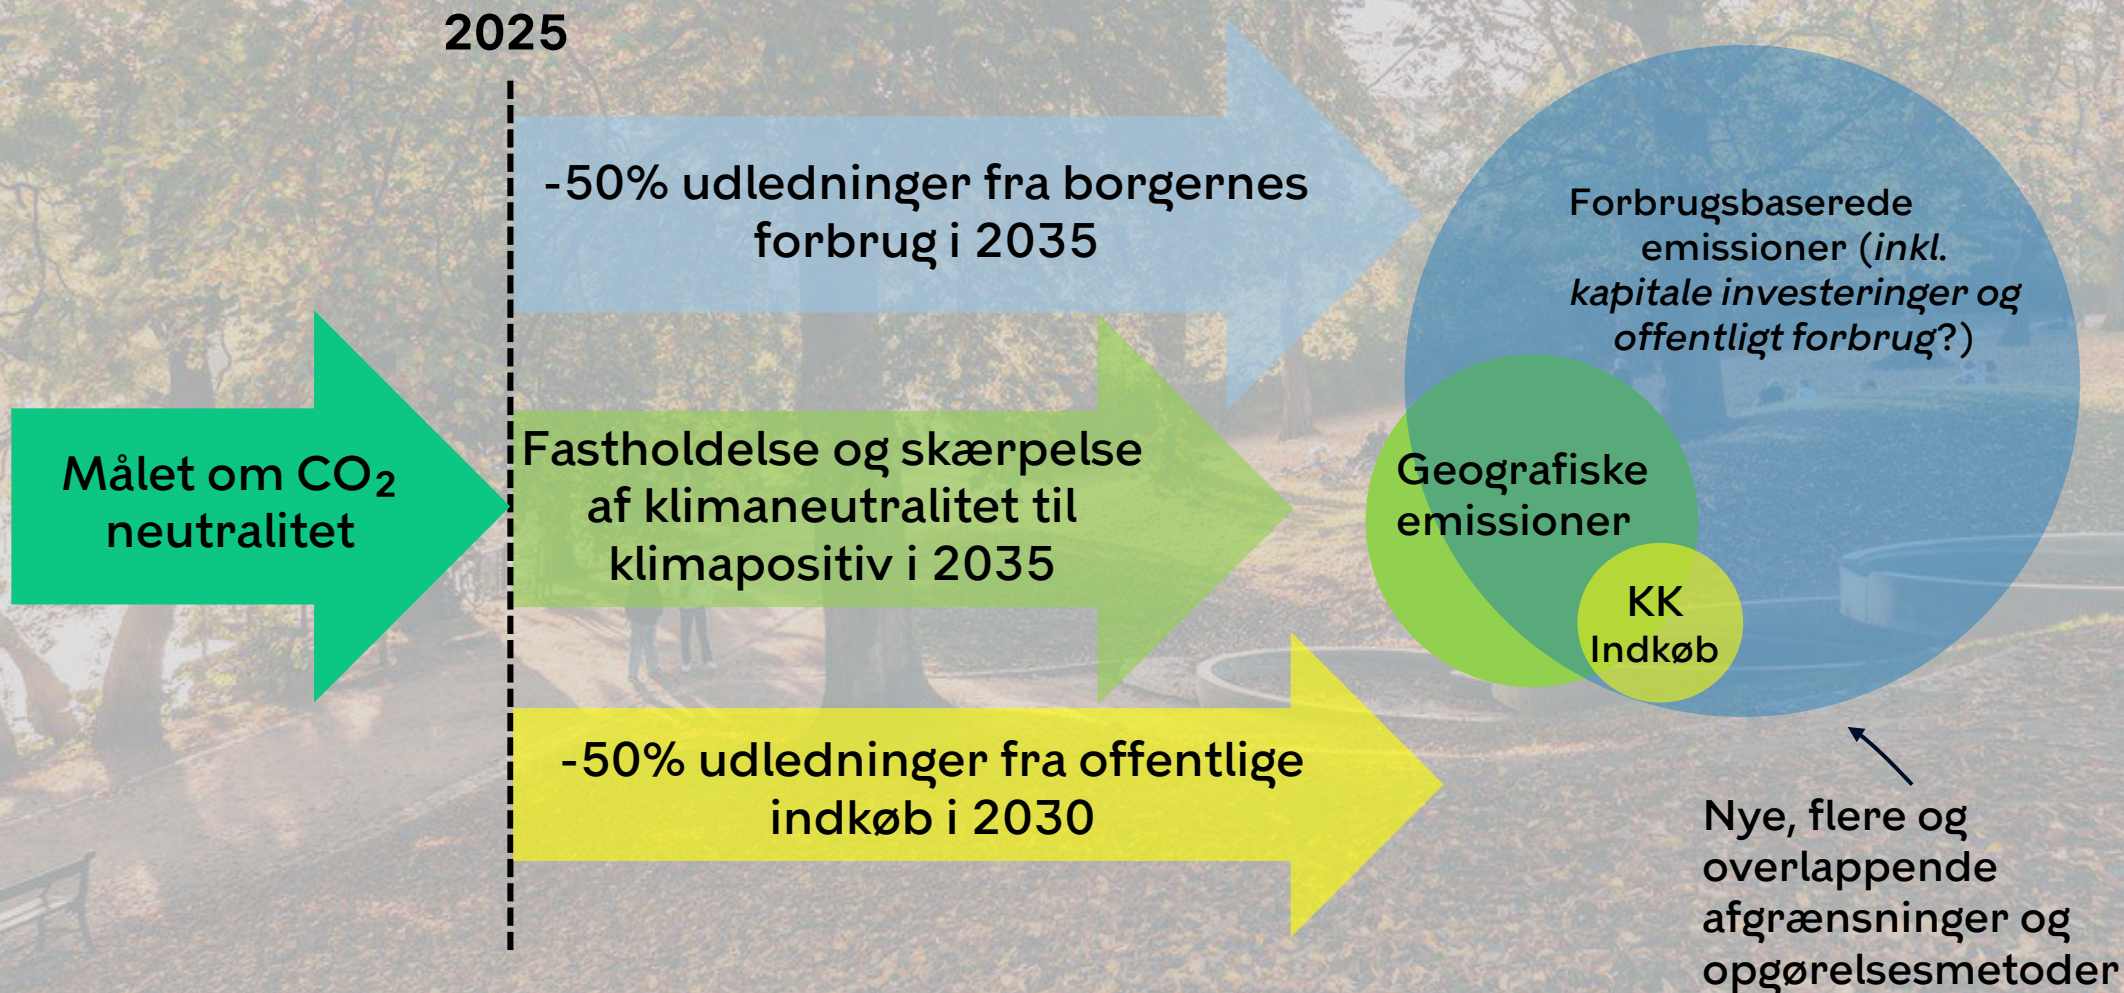 2025
-50% udledninger fra borgernes
forbrug i 2035
Målet om CO₂
neutralitet
Fastholdelse og skærpelse
af klimaneutralitet til
klimapositiv i 2035
-50% udledninger fra offentlige
indkøb i 2030
Forbrugsbaserede
emissioner (inkl.
kapitale investeringer og
offentligt forbrug?)
Geografiske
emissioner
KK
Indkøb
Nye, flere og
overlappende
afgrænsninger og
opgørelsesmetoder